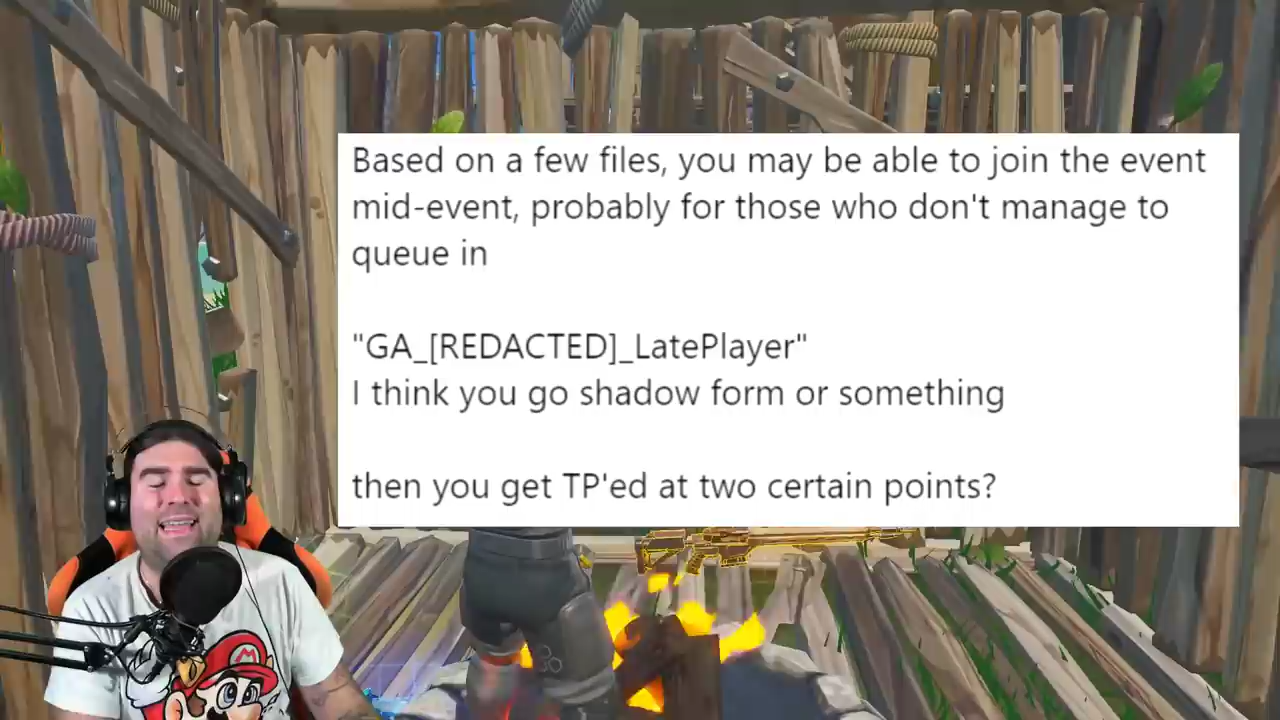 Based on a few files, you may be able to join the event
mid-event, probably for those who don't manage to
queue in
"GA_[REDACTED]_LatePlayer"
I think you go shadow form or something
then you get TP'ed at two certain points?